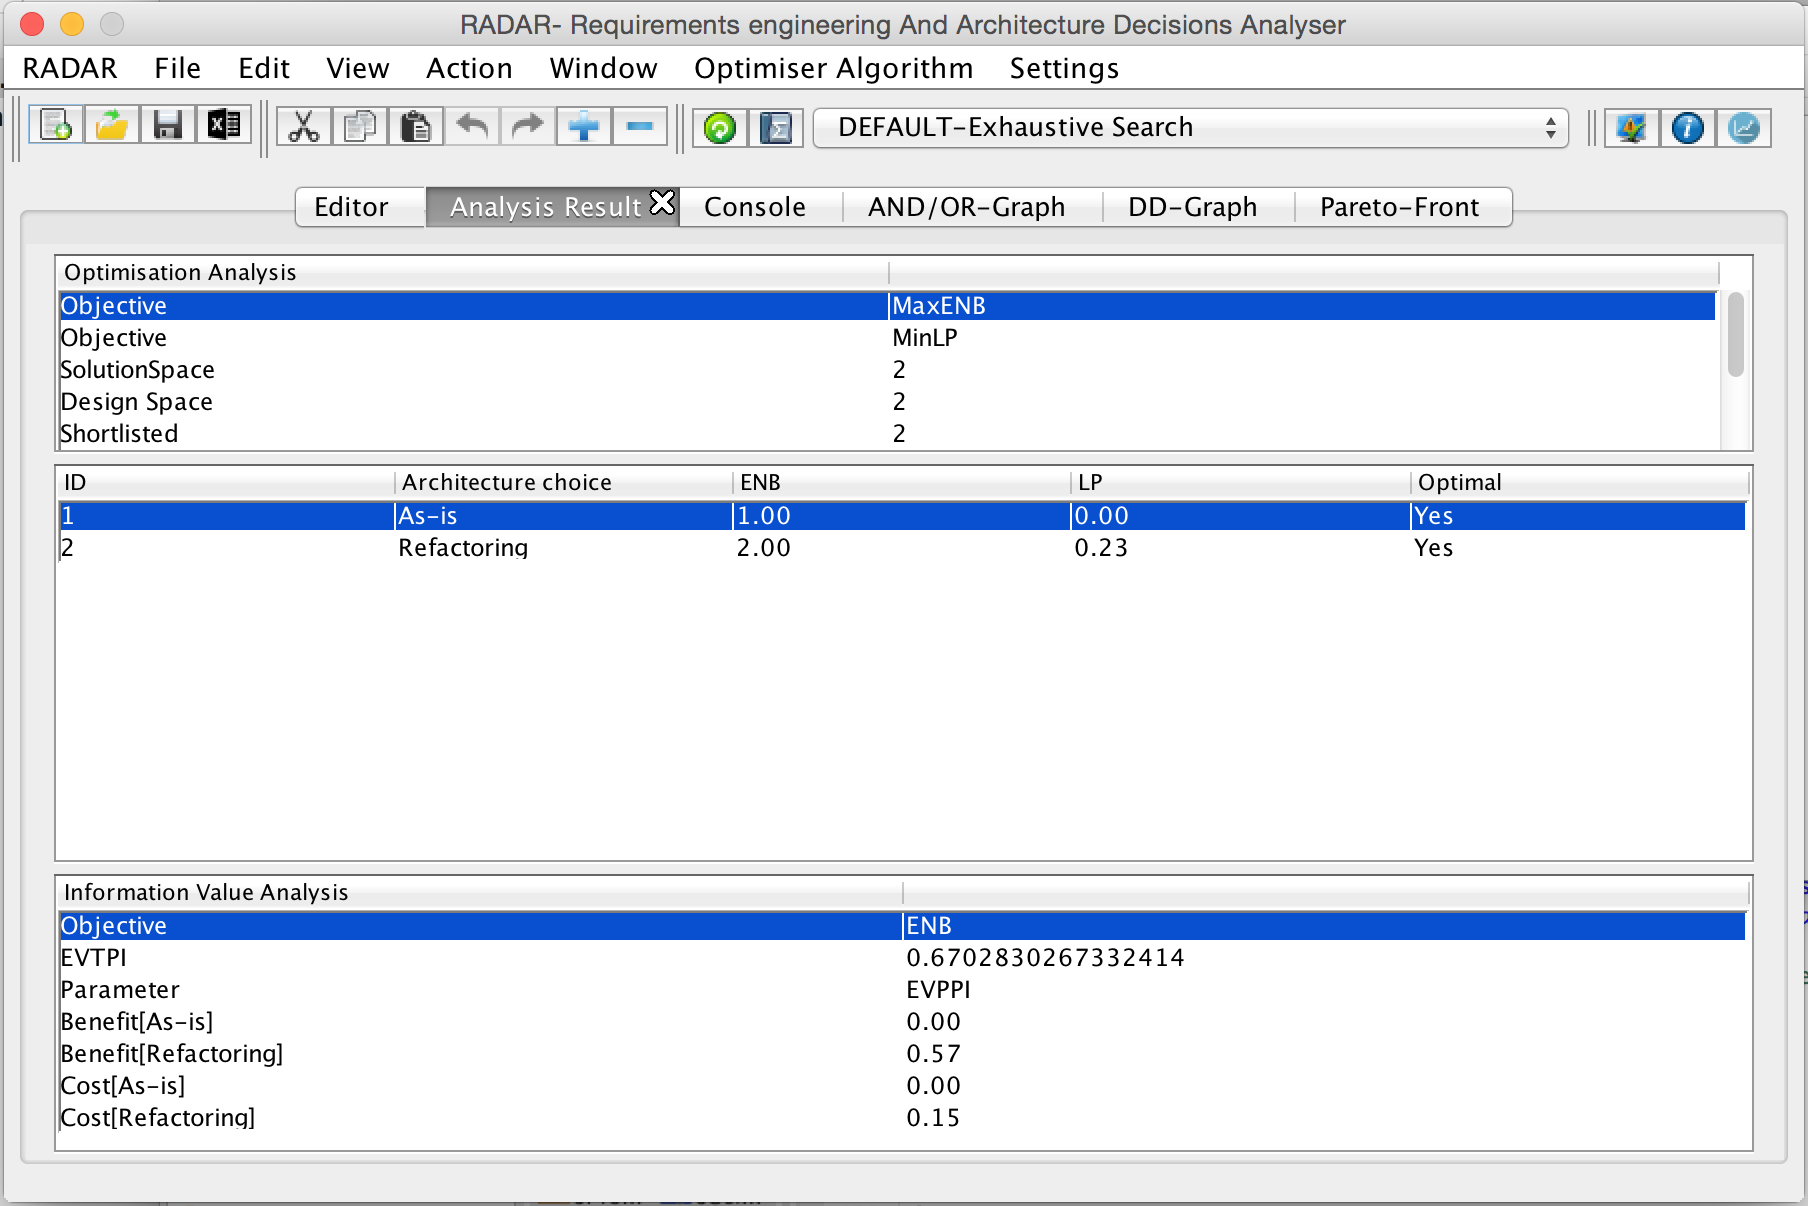 RADAR- Requirements engineering And Architecture Decisions Analyser
RADAR File Edit View Action Window Optimiser Algorithm Settings
DEFAULT-Exhaustive Search
Editor Analysis Result Console AND/OR-Graph DD-Graph Pareto-Front
Optimisation Analysis
Objective MaxENB
Objective MinLP
SolutionSpace 2
Design Space 2
Shortlisted 2
ID Architecture choice ENB LP Optimal
1 As-is 1.00 0.00 Yes
2 Refactoring 2.00 0.23 Yes
Information Value Analysis
Objective ENB
EVTPI 0.6702830267332414
Parameter EVPPI
Benefit[As-is] 0.00
Benefit[Refactoring] 0.57
Cost[As-is] 0.00
Cost[Refactoring] 0.15